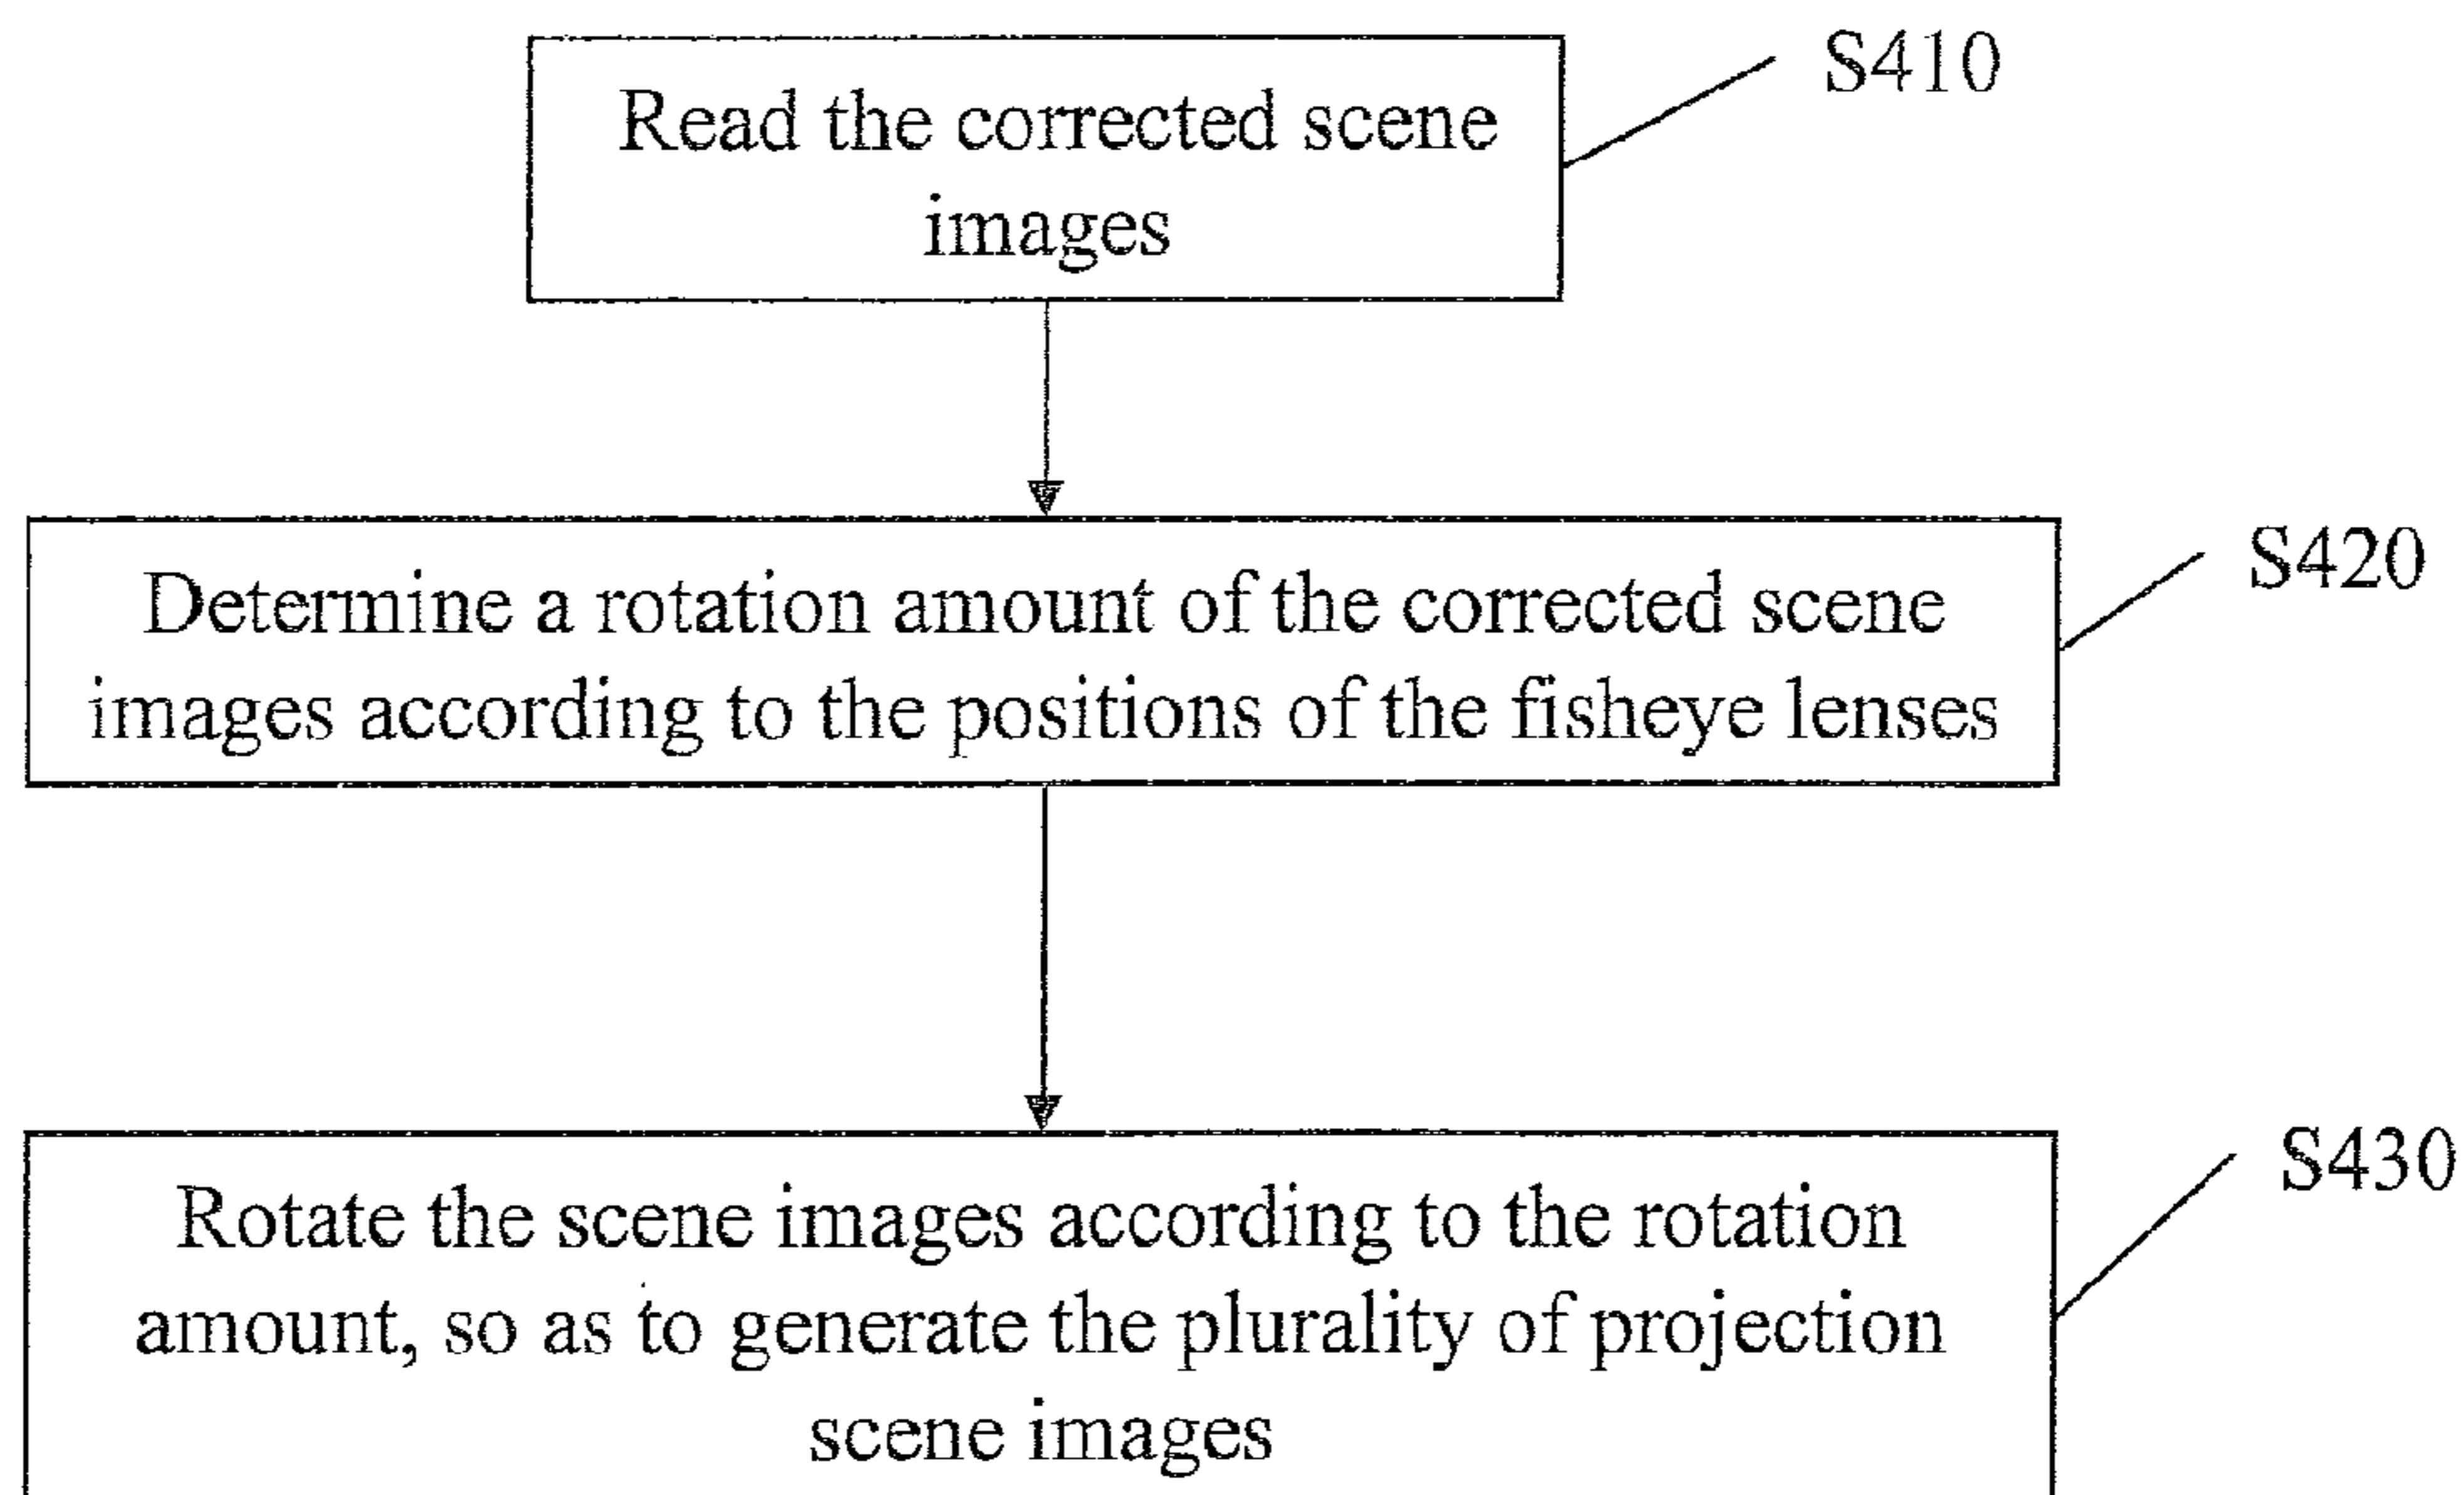 S410
Read the corrected scene
images
S420
Determine a rotation amount of the corrected scene
images according to the positions of the fisheye lenses
S430
Rotate the scene images according to the rotation
amount, so as to generate the plurality of projection
scene images